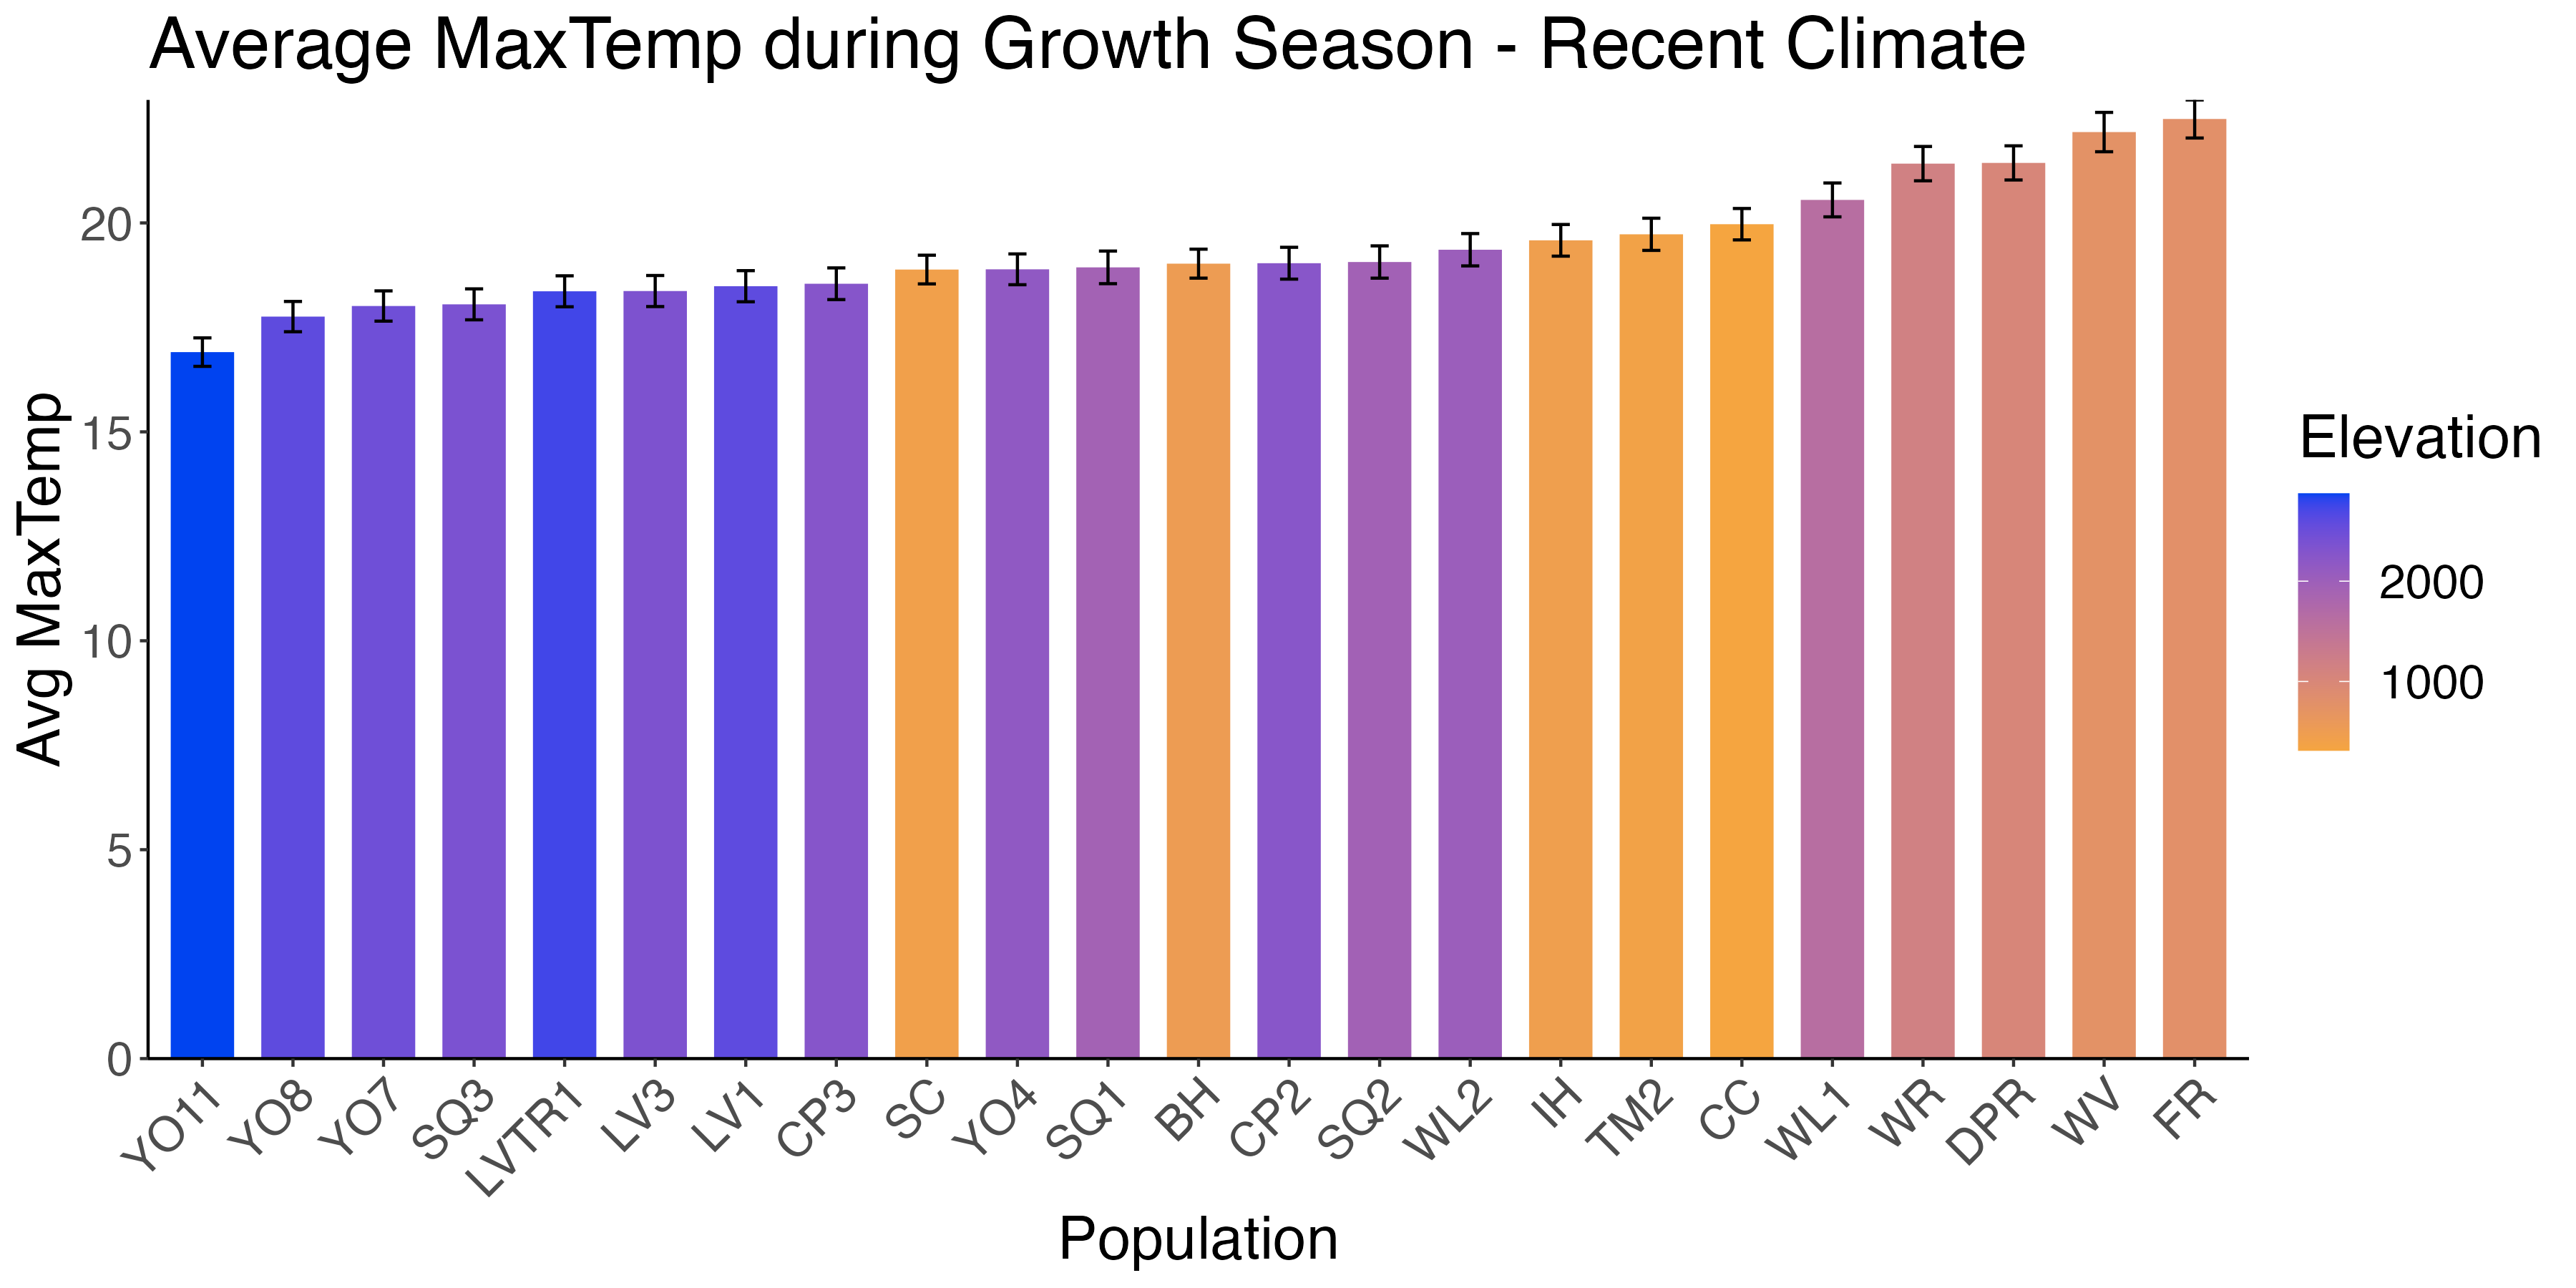 Average MaxTemp during Growth Season - Recent Climate
Avg MaxTemp
20
15
10
5
0
YO11
YO8
YO7
SQ3
LVTR1
LV3
LV1
CP3
SC
YO4
SQ1
BH
CP2
SQ2
WL2
IH
TM2
CC
WL1
WR
DPR
WV
FR
Population
Elevation
2000
1000